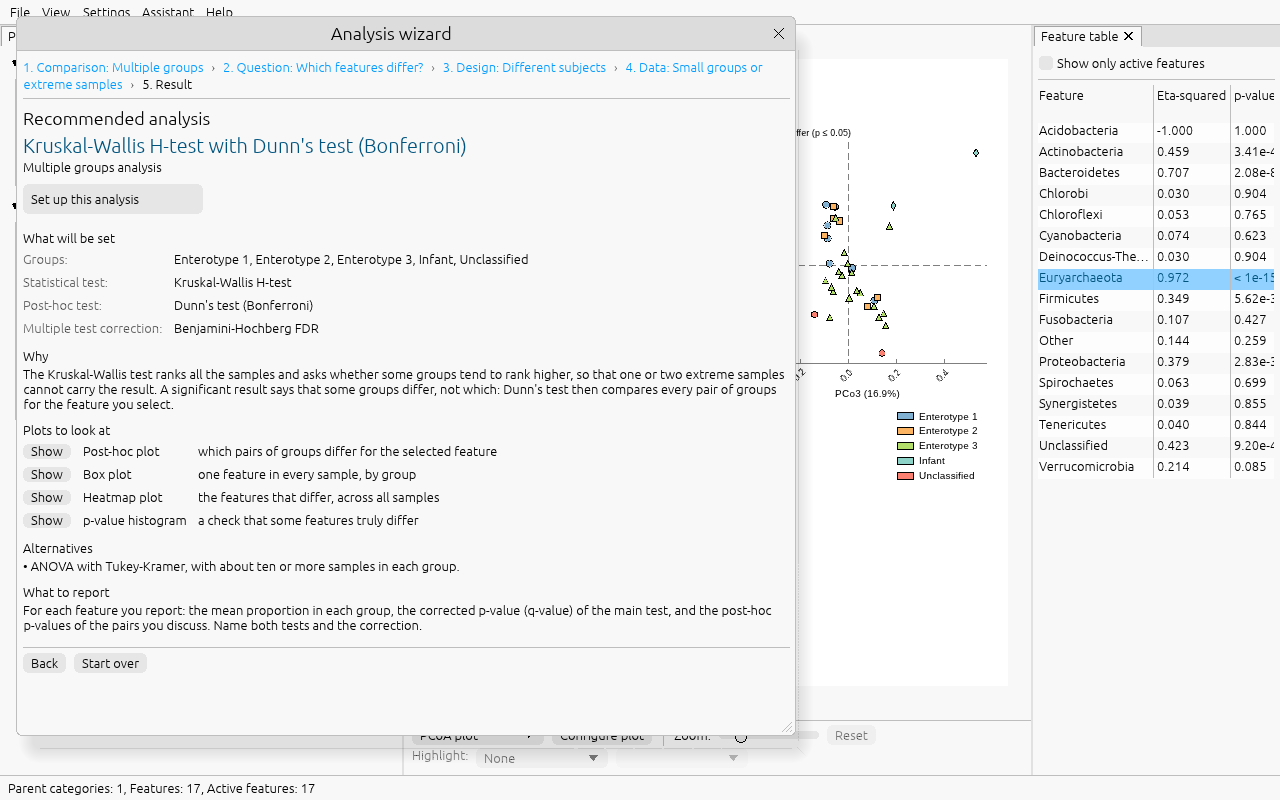 File View Settings Assistant Help
Analysis wizard
1. Comparison: Multiple groups › 2. Question: Which features differ? › 3. Design: Different subjects › 4. Data: Small groups or
extreme samples › 5. Result
Recommended analysis
Kruskal-Wallis H-test with Dunn's test (Bonferroni)
Multiple groups analysis
Set up this analysis
What will be set
Groups: Enterotype 1, Enterotype 2, Enterotype 3, Infant, Unclassified
Statistical test: Kruskal-Wallis H-test
Post-hoc test: Dunn's test (Bonferroni)
Multiple test correction: Benjamini-Hochberg FDR
Why
The Kruskal-Wallis test ranks all the samples and asks whether some groups tend to rank higher, so that one or two extreme samples
cannot carry the result. A significant result says that some groups differ, not which: Dunn's test then compares every pair of groups
for the feature you select.
Plots to look at
Show Post-hoc plot which pairs of groups differ for the selected feature
Show Box plot one feature in every sample, by group
Show Heatmap plot the features that differ, across all samples
Show p-value histogram a check that some features truly differ
Alternatives
• ANOVA with Tukey-Kramer, with about ten or more samples in each group.
What to report
For each feature you report: the mean proportion in each group, the corrected p-value (q-value) of the main test, and the post-hoc
p-values of the pairs you discuss. Name both tests and the correction.
Back Start over
ffer (p ≤ 0.05)
0.0 0.2 0.4
PCo3 (16.9%)
Enterotype 1
Enterotype 2
Enterotype 3
Infant
Unclassified
PCoA plot Configure plot Zoom: Reset
Highlight: None
Feature table
Show only active features
Feature Eta-squared p-value
Acidobacteria -1.000 1.000
Actinobacteria 0.459 3.41e-4
Bacteroidetes 0.707 2.08e-8
Chlorobi 0.030 0.904
Chloroflexi 0.053 0.765
Cyanobacteria 0.074 0.623
Deinococcus-The... 0.030 0.904
Euryarchaeota 0.972 < 1e-15
Firmicutes 0.349 5.62e-3
Fusobacteria 0.107 0.427
Other 0.144 0.259
Proteobacteria 0.379 2.83e-3
Spirochaetes 0.063 0.699
Synergistetes 0.039 0.855
Tenericutes 0.040 0.844
Unclassified 0.423 9.20e-4
Verrucomicrobia 0.214 0.085
Parent categories: 1, Features: 17, Active features: 17